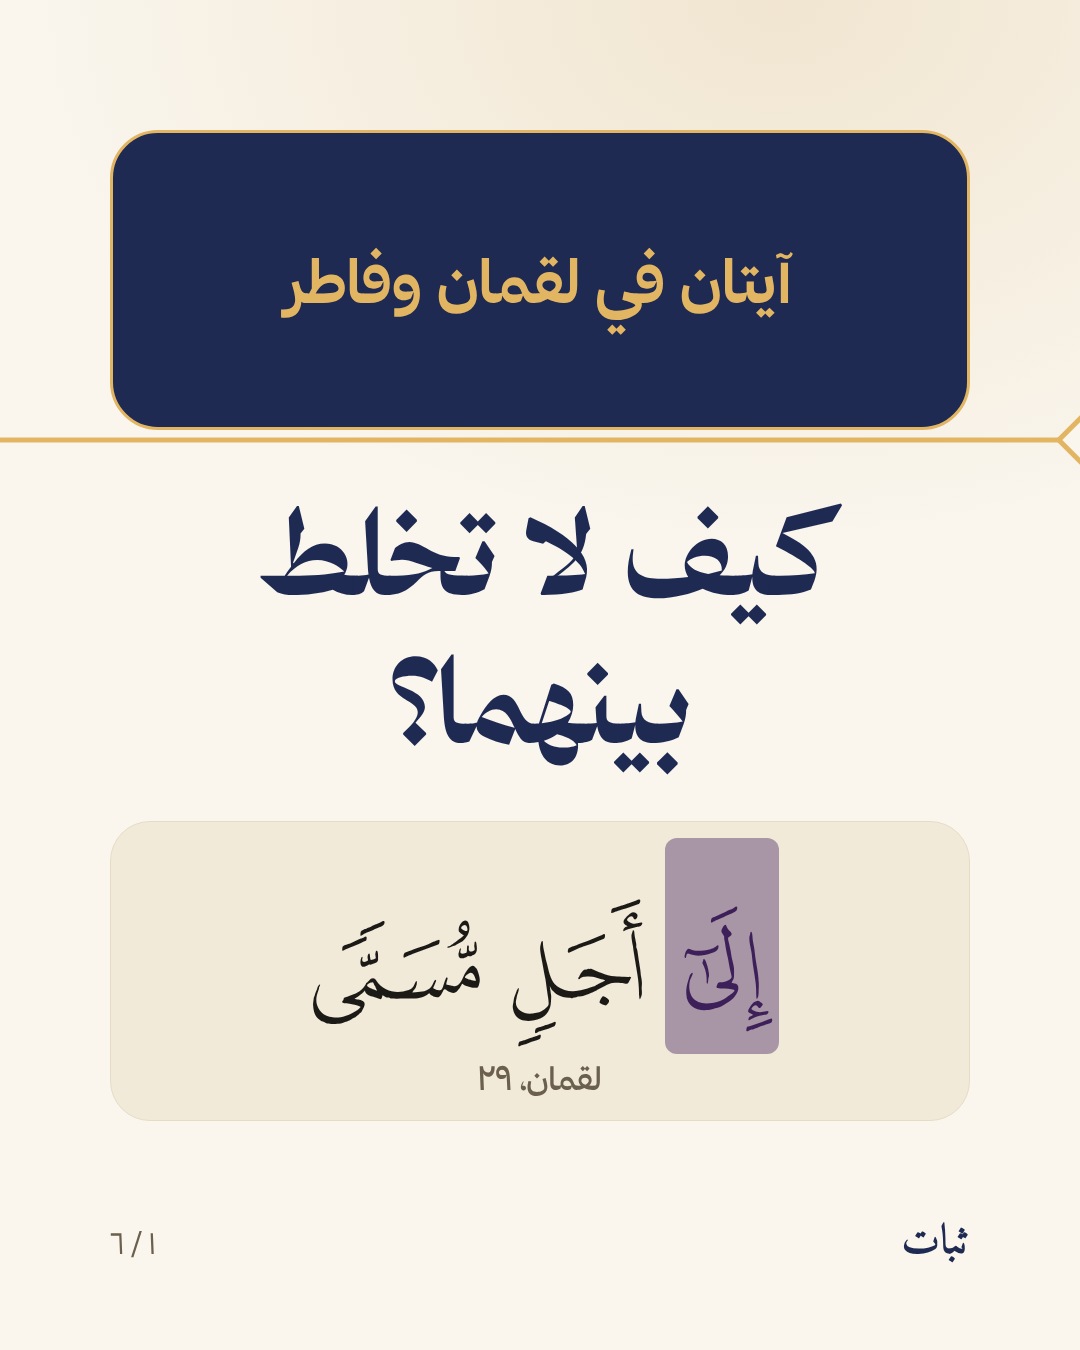 آيتان في لقمان وفاطر
كيف لا تخلط
بينهما؟
إِلَىٰٓ أَجَلٍ مُّسَمًّى
لقمان، ٢٩
ثبات
١ / ٦